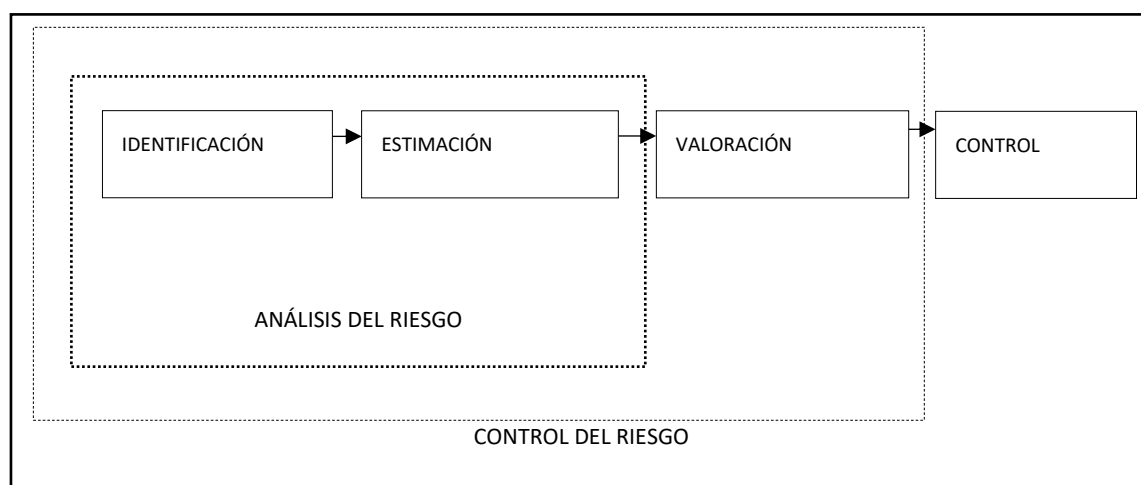 IDENTIFICACIÓN
ESTIMACIÓN
VALORACIÓN
CONTROL
ANÁLISIS DEL RIESGO
CONTROL DEL RIESGO